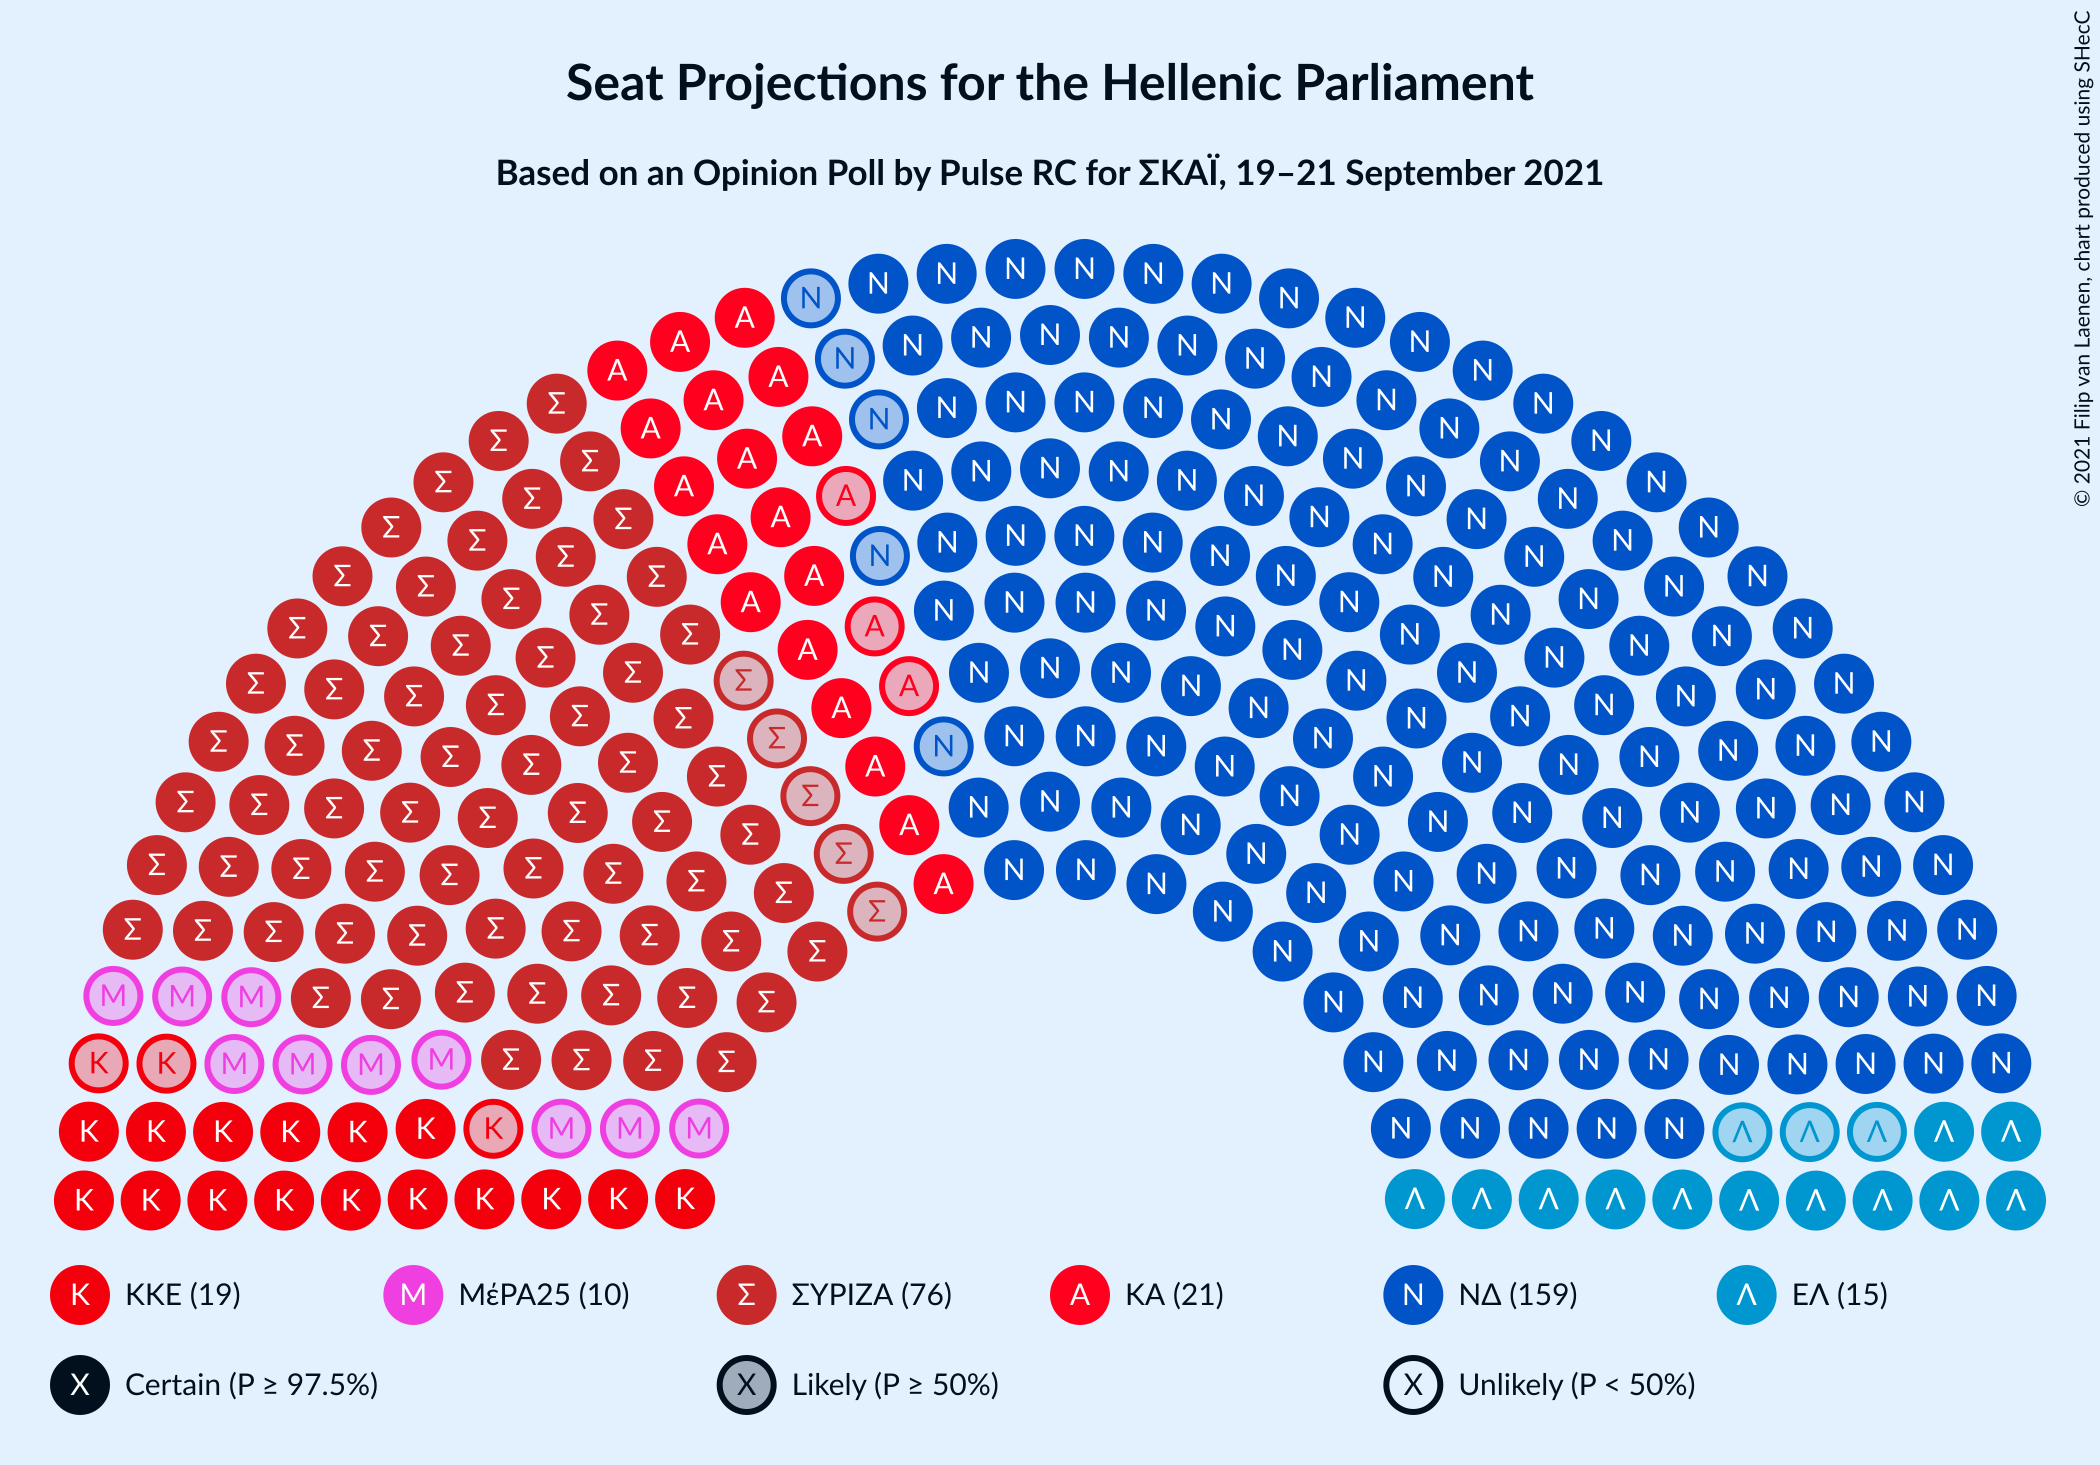 Seat Projections for the Hellenic Parliament
Based on an Opinion Poll by Pulse RC for ΣΚΑΪ, 19–21 September 2021
© 2021 Filip van Laenen, chart produced using SHecC
K ΚΚΕ (19) M ΜέΡΑ25 (10) Σ ΣΥΡΙΖΑ (76) A ΚΑ (21) N ΝΔ (159) Λ ΕΛ (15)
X Certain (P ≥ 97.5%) X Likely (P ≥ 50%) X Unlikely (P < 50%)